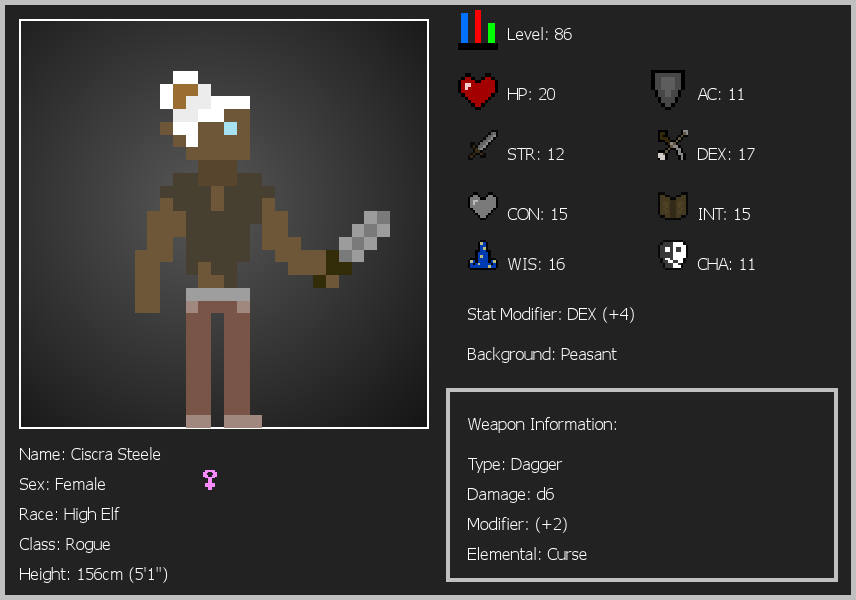 Level: 86
HP: 20
AC: 11
STR: 12
DEX: 17
CON: 15
INT: 15
WIS: 16
CHA: 11
Stat Modifier: DEX (+4)
Background: Peasant
Weapon Information:
Type: Dagger
Damage: d6
Modifier: (+2)
Elemental: Curse
Name: Ciscra Steele
Sex: Female
Race: High Elf
Class: Rogue
Height: 156cm (5'1")